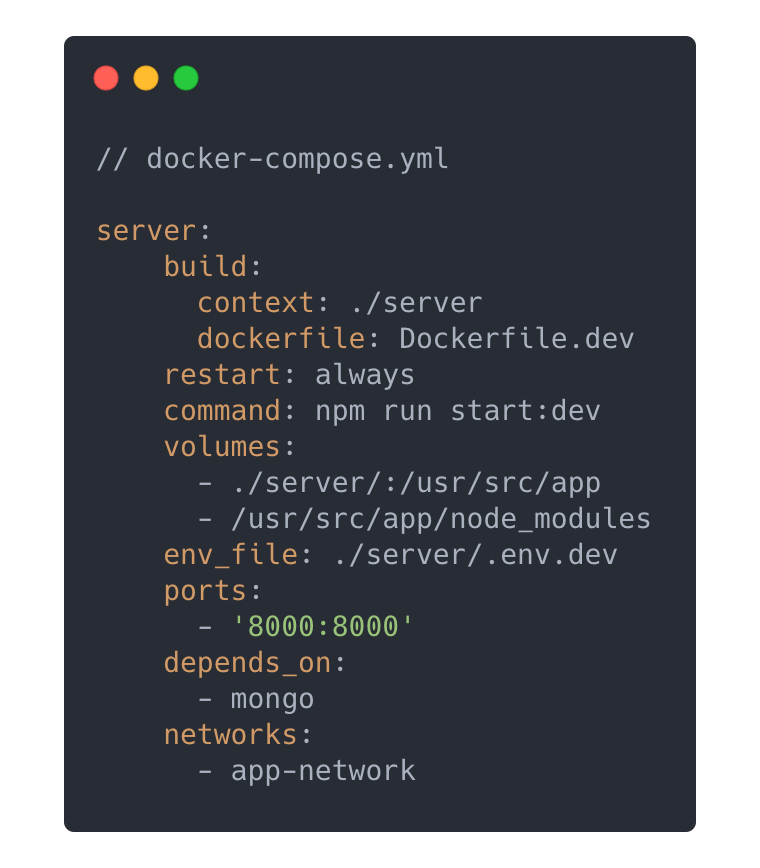 // docker-compose.yml
server:
build:
context: ./server
dockerfile: Dockerfile.dev
restart: always
command: npm run start:dev
volumes:
- ./server/:/usr/src/app
- /usr/src/app/node_modules
env_file: ./server/.env.dev
ports:
- '8000:8000'
depends_on:
- mongo
networks:
- app-network